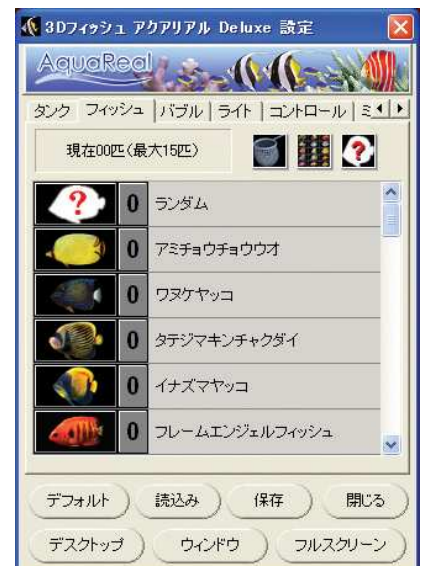 3Dフィッシュ アクアリアル Deluxe 設定
AquaReal
タンク フィッシュ バブル ライト コントロール ミ
現在00匹(最大15匹) ?
? 0 ランダム
0 アミチョウチョウウオ
0 ワヌケヤッコ
0 タテジマキンチャクダイ
0 イナズマヤッコ
0 フレームエンジェルフィッシュ
デフォルト 読込み 保存 閉じる
デスクトップ ウィンドウ フルスクリーン